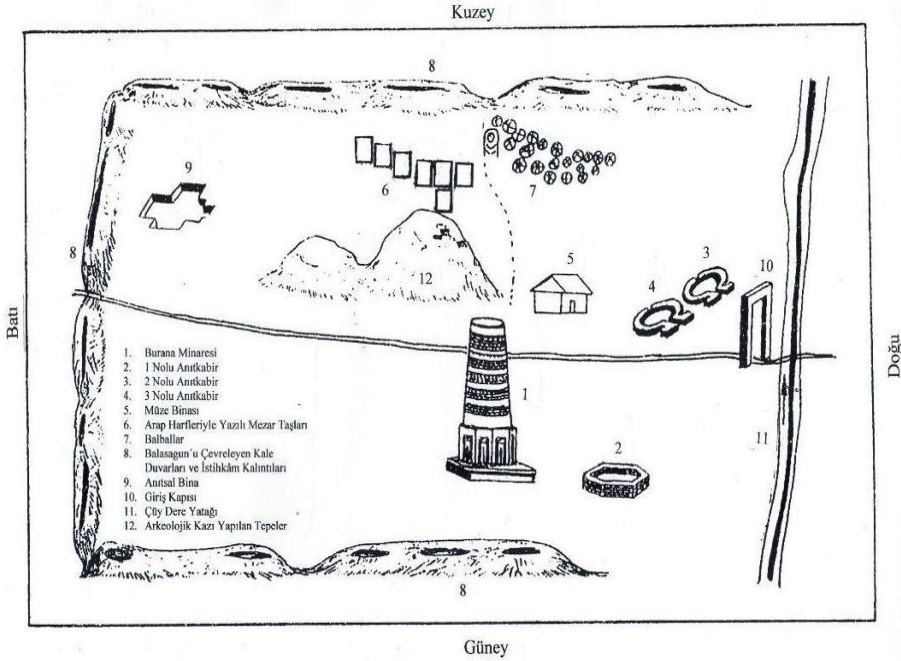 Kuzey
8
9
6
7
8
12
5
3
4
10
Batı
Doğu
1. Burana Minaresi
2. 1 Nolu Anıtkabir
3. 2 Nolu Anıtkabir
4. 3 Nolu Anıtkabir
5. Müze Binası
6. Arap Harfleriyle Yazılı Mezar Taşları
7. Balballar
8. Balasagun'u Çevreleyen Kale
Duvarları ve İstihkâm Kalıntıları
9. Anıtsal Bina
10. Giriş Kapısı
11. Çüy Dere Yatağı
12. Arkeolojik Kazı Yapılan Tepeler
1
2
11
8
Güney